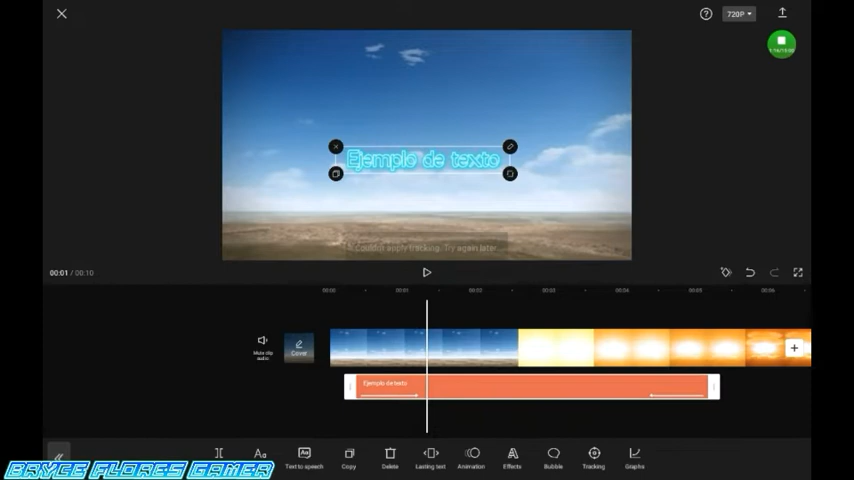 720P
Ejemplo de texto
Couldn't apply tracking. Try again later.
00:01 / 00:10
00:00 00:01 00:02 00:03 00:04 00:05 00:06
Mute clip audio
Cover
Ejemplo de texto
Text to speech Copy Delete Lasting text Animation Effects Bubble Tracking Graphs
BAYCE FLORES GAMER